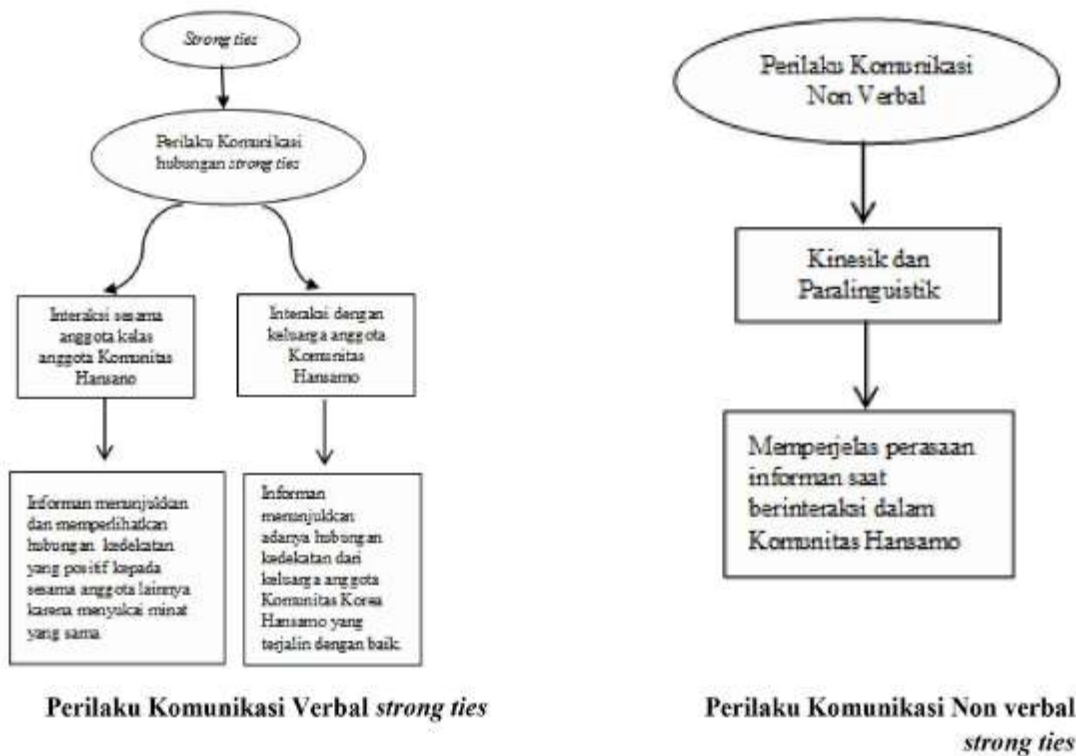 Strong ties
Perilaku Komunikasi
hubungan strong ties
Interaksi sesama
anggota kelas
anggota Komunitas
Hansano
Interaksi dengan
keluarga anggota
Komunitas
Hansamo
Informan menunjukkan
dan memperlihatkan
hubungan kedekatan
yang positif kepada
sesama anggota lainnya
karena menyukai minat
yang sama
Informan
menunjukkan
adanya hubungan
kedekatan dari
keluarga anggota
Komunitas Korea
Hansamo yang
terjalin dengan baik.
Perilaku Komunikasi Verbal strong ties
Perilaku Komunikasi
Non Verbal
Kinesik dan
Paralinguistik
Memperjelas perasaan
informan saat
berinteraksi dalam
Komunitas Hansamo
Perilaku Komunikasi Non verbal
strong ties